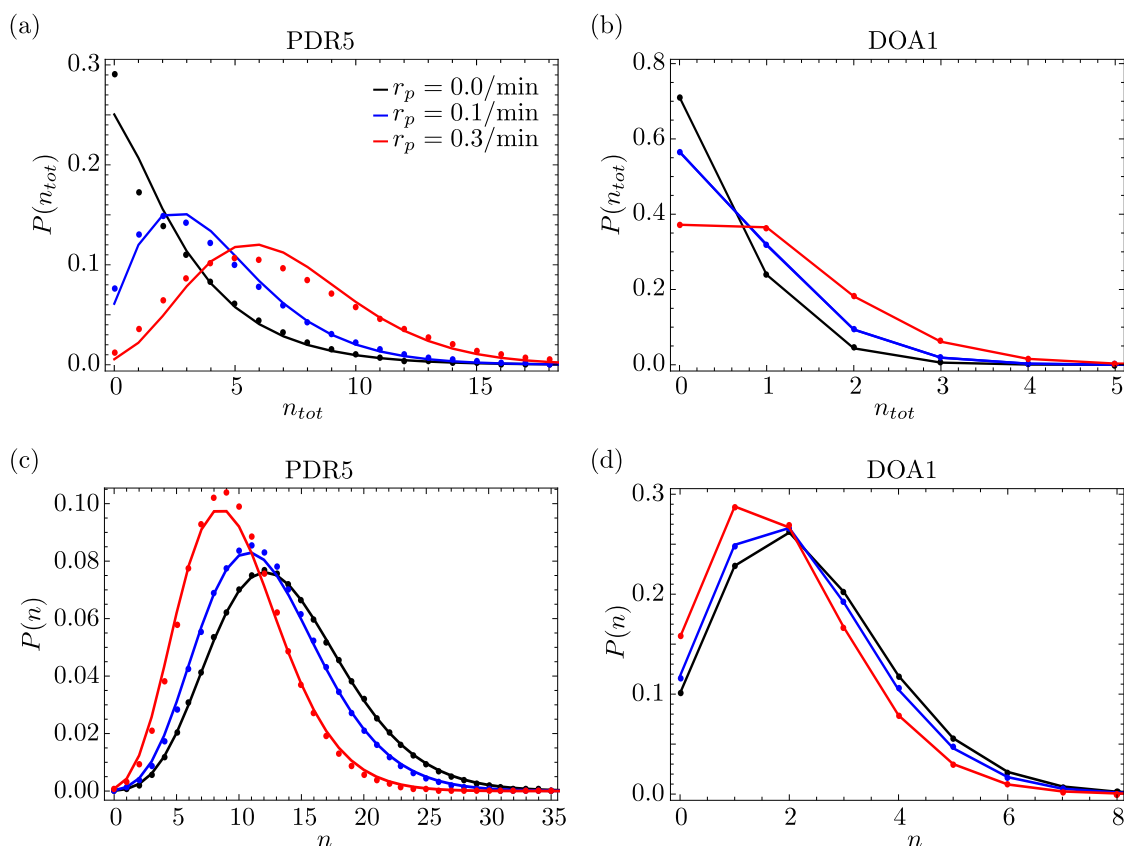 (a)
PDR5
0.3
0.2
0.1
0.0
P(n_tot)
r_p = 0.0/min
r_p = 0.1/min
r_p = 0.3/min
0 5 10 15
n_tot
(b)
DOA1
0.8
0.6
0.4
0.2
0.0
P(n_tot)
0 1 2 3 4 5
n_tot
(c)
PDR5
0.10
0.08
0.06
0.04
0.02
0.00
P(n)
0 5 10 15 20 25 30 35
n
(d)
DOA1
0.3
0.2
0.1
0.0
P(n)
0 2 4 6 8
n